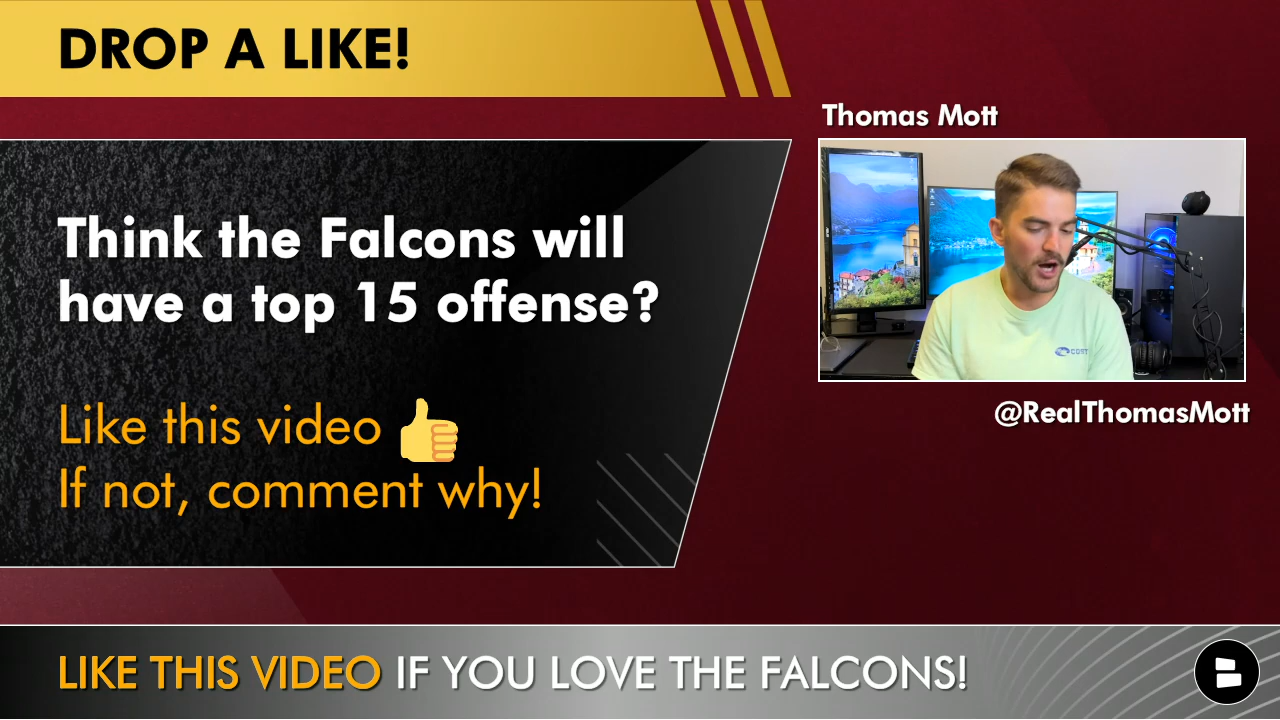 DROP A LIKE!
Thomas Mott
Think the Falcons will
have a top 15 offense?
Like this video
If not, comment why!
@RealThomasMott
LIKE THIS VIDEO IF YOU LOVE THE FALCONS!